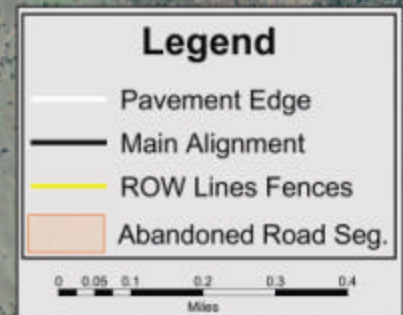 Legend
Pavement Edge
Main Alignment
ROW Lines Fences
Abandoned Road Seg.
0 0.05 0.1 0.2 0.3 0.4
Miles